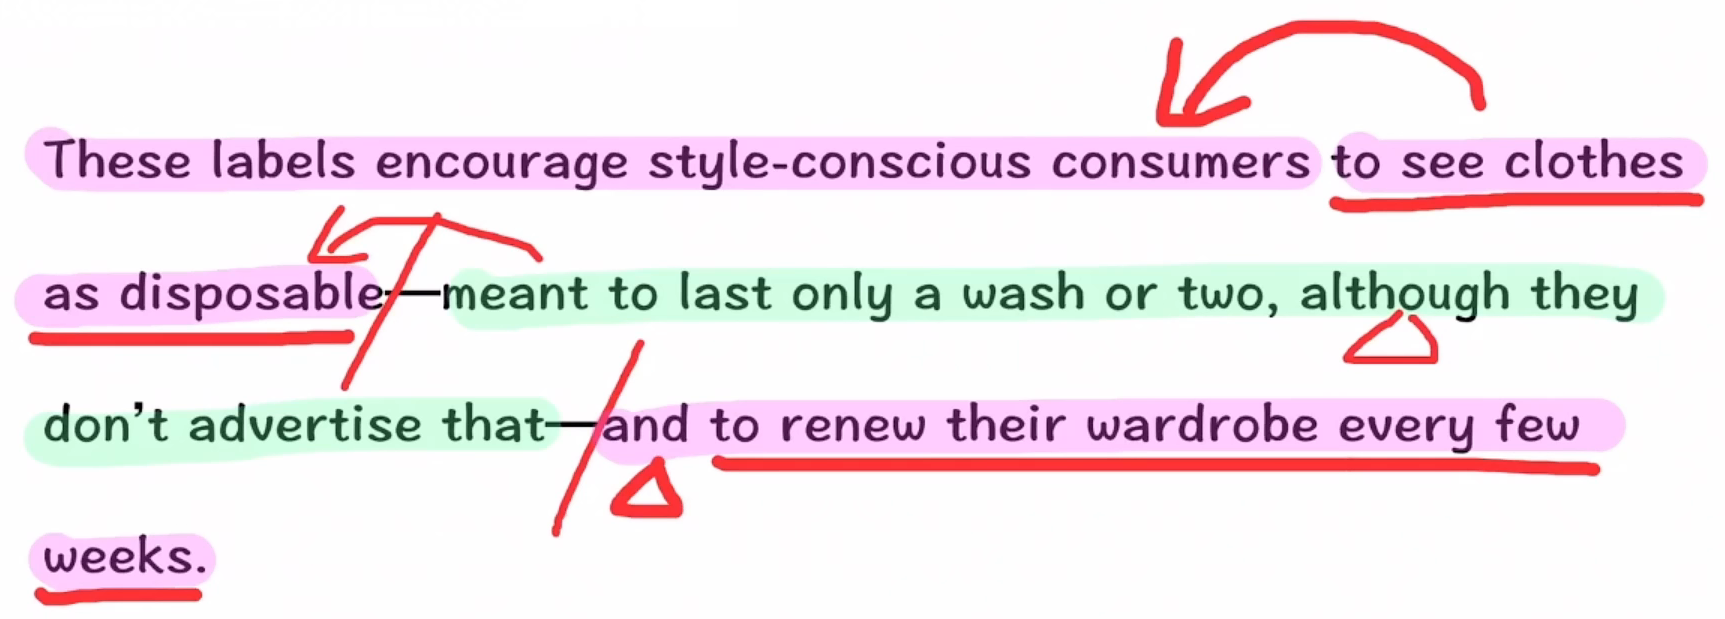 These labels encourage style-conscious consumers to see clothes
as disposable—meant to last only a wash or two, although they
don’t advertise that—and to renew their wardrobe every few
weeks.